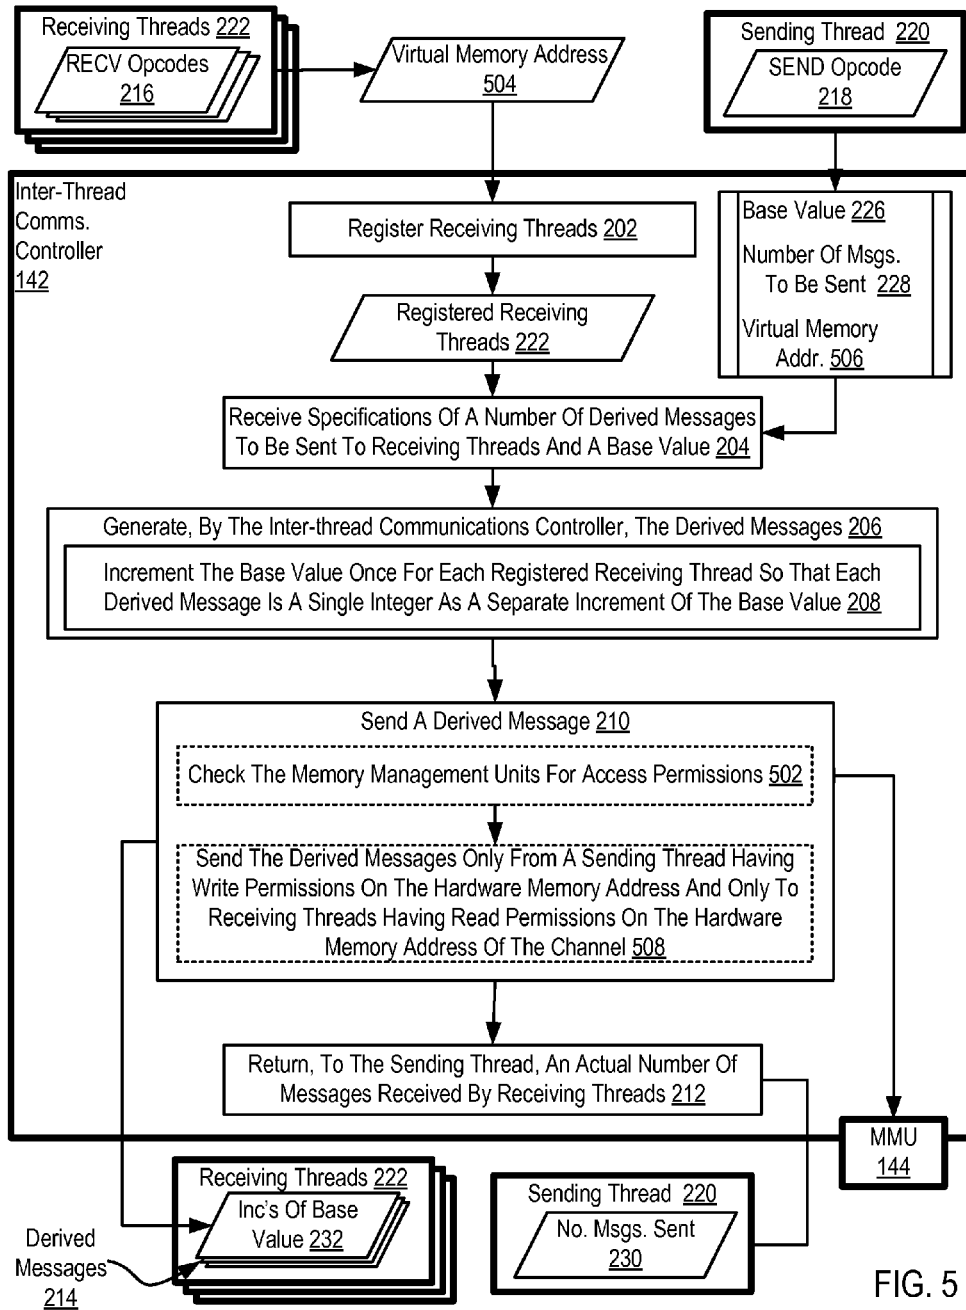 Receiving Threads 222
RECV Opcodes
216
Virtual Memory Address
504
Sending Thread 220
SEND Opcode
218
Inter-Thread
Comms.
Controller
142
Register Receiving Threads 202
Base Value 226
Number Of Msgs.
To Be Sent 228
Virtual Memory
Addr. 506
Registered Receiving
Threads 222
Receive Specifications Of A Number Of Derived Messages
To Be Sent To Receiving Threads And A Base Value 204
Generate, By The Inter-thread Communications Controller, The Derived Messages 206
Increment The Base Value Once For Each Registered Receiving Thread So That Each
Derived Message Is A Single Integer As A Separate Increment Of The Base Value 208
Send A Derived Message 210
Check The Memory Management Units For Access Permissions 502
Send The Derived Messages Only From A Sending Thread Having
Write Permissions On The Hardware Memory Address And Only To
Receiving Threads Having Read Permissions On The Hardware
Memory Address Of The Channel 508
Return, To The Sending Thread, An Actual Number Of
Messages Received By Receiving Threads 212
MMU
144
Receiving Threads 222
Inc's Of Base
Value 232
Derived
Messages
214
Sending Thread 220
No. Msgs. Sent
230
FIG. 5